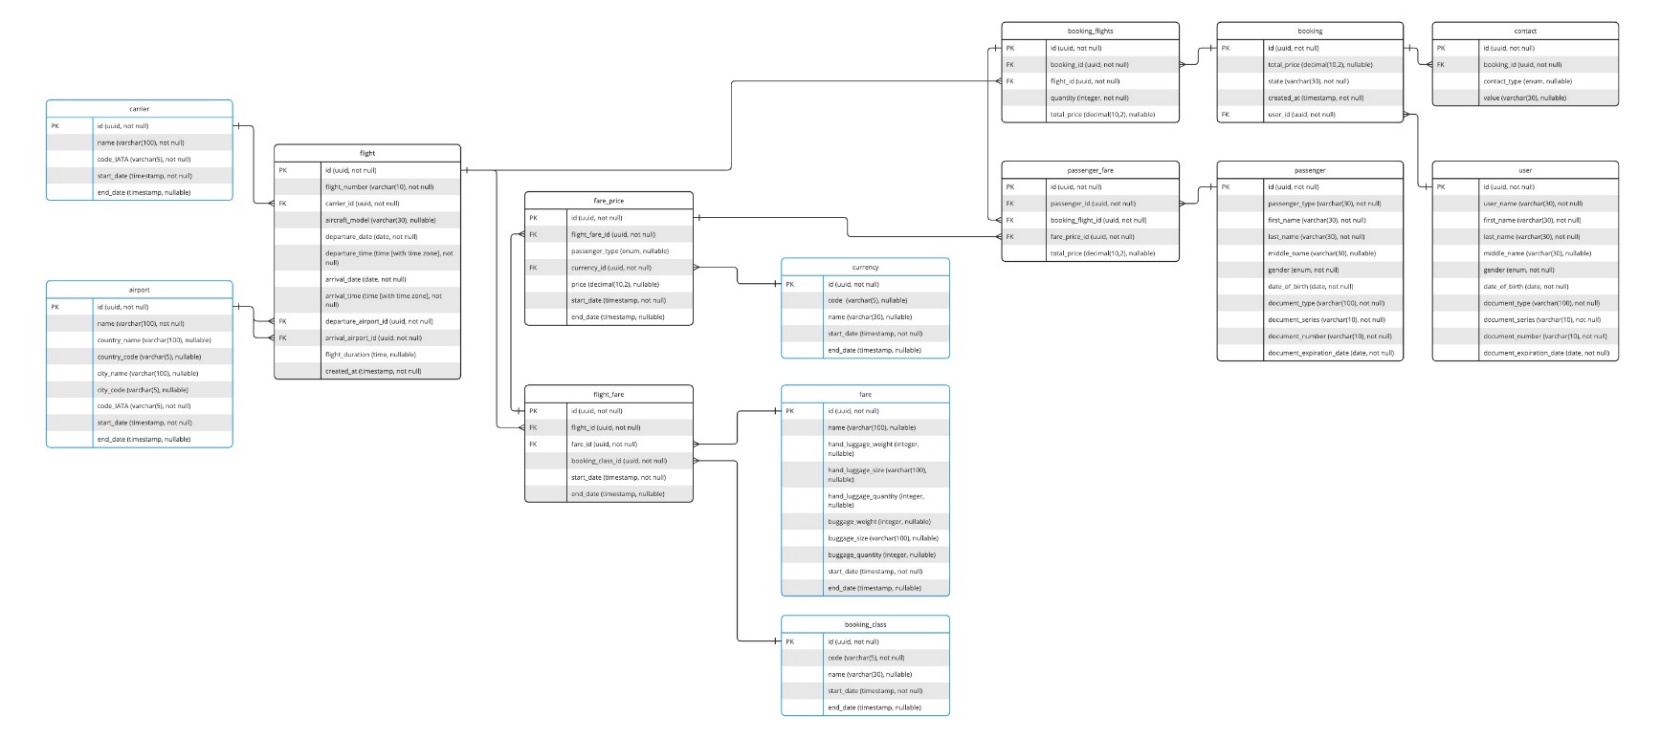 carrier
PK id (uuid, not null)
name (varchar(100), not null)
code_IATA (varchar(5), not null)
start_date (timestamp, not null)
end_date (timestamp, nullable)
airport
PK id (uuid, not null)
name (varchar(100), not null)
country_name (varchar(100), nullable)
country_code (varchar(5), nullable)
city_name (varchar(100), nullable)
city_code (varchar(5), nullable)
code_IATA (varchar(5), not null)
start_date (timestamp, not null)
end_date (timestamp, nullable)
flight
PK id (uuid, not null)
flight_number (varchar(10), not null)
FK carrier_id (uuid, not null)
aircraft_model (varchar(30), nullable)
departure_date (date, not null)
departure_time (time [with time zone], not
null)
arrival_date (date, not null)
arrival_time (time [with time zone], not
null)
FK departure_airport_id (uuid, not null)
FK arrival_airport_id (uuid, not null)
flight_duration (time, nullable)
created_at (timestamp, not null)
fare_price
PK id (uuid, not null)
FK flight_fare_id (uuid, not null)
passenger_type (enum, nullable)
FK currency_id (uuid, not null)
price (decimal(10,2), nullable)
start_date (timestamp, not null)
end_date (timestamp, nullable)
flight_fare
PK id (uuid, not null)
FK flight_id (uuid, not null)
FK fare_id (uuid, not null)
booking_class_id (uuid, not null)
start_date (timestamp, not null)
end_date (timestamp, nullable)
currency
PK id (uuid, not null)
code (varchar(5), nullable)
name (varchar(30), nullable)
start_date (timestamp, not null)
end_date (timestamp, nullable)
fare
PK id (uuid, not null)
name (varchar(100), nullable)
hand_luggage_weight (integer,
nullable)
hand_luggage_size (varchar(100),
nullable)
hand_luggage_quantity (integer,
nullable)
buggage_weight (integer, nullable)
buggage_size (varchar(100), nullable)
buggage_quantity (integer, nullable)
start_date (timestamp, not null)
end_date (timestamp, nullable)
booking_class
PK id (uuid, not null)
code (varchar(5), not null)
name (varchar(30), nullable)
start_date (timestamp, not null)
end_date (timestamp, nullable)
booking_flights
PK id (uuid, not null)
FK booking_id (uuid, not null)
FK flight_id (uuid, not null)
quantity (integer, not null)
total_price (decimal(10,2), nullable)
passenger_fare
PK id (uuid, not null)
FK passenger_id (uuid, not null)
FK booking_flight_id (uuid, not null)
FK fare_price_id (uuid, not null)
total_price (decimal(10,2), nullable)
booking
PK id (uuid, not null)
total_price (decimal(10,2), nullable)
state (varchar(30), not null)
created_at (timestamp, not null)
FK user_id (uuid, not null)
passenger
PK id (uuid, not null)
passenger_type (varchar(30), not null)
first_name (varchar(30), not null)
last_name (varchar(30), not null)
middle_name (varchar(30), nullable)
gender (enum, not null)
date_of_birth (date, not null)
document_type (varchar(100), not null)
document_series (varchar(10), not null)
document_number (varchar(10), not null)
document_expiration_date (date, not null)
contact
PK id (uuid, not null)
FK booking_id (uuid, not null)
contact_type (enum, nullable)
value (varchar(30), nullable)
user
PK id (uuid, not null)
user_name (varchar(30), not null)
first_name (varchar(30), not null)
last_name (varchar(30), not null)
middle_name (varchar(30), nullable)
gender (enum, not null)
date_of_birth (date, not null)
document_type (varchar(100), not null)
document_series (varchar(10), not null)
document_number (varchar(10), not null)
document_expiration_date (date, not null)